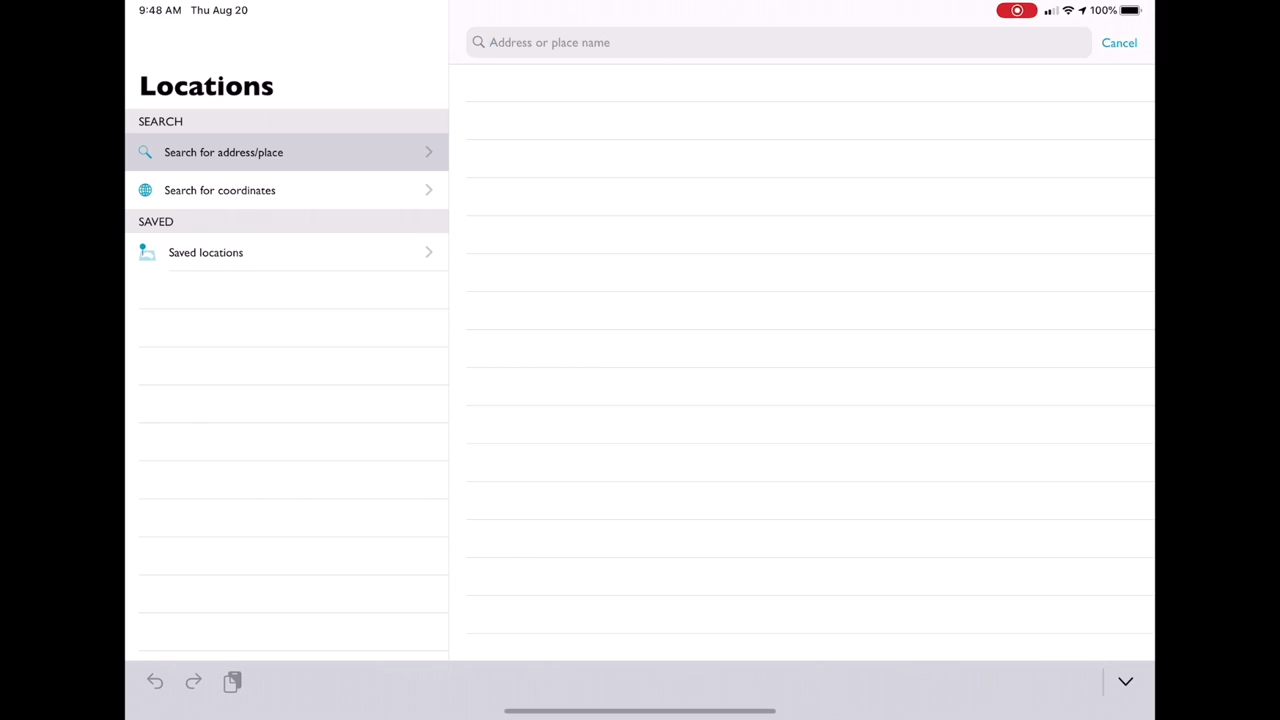 9:48 AM Thu Aug 20
100%
Address or place name
Cancel
Locations
SEARCH
Search for address/place
Search for coordinates
SAVED
Saved locations